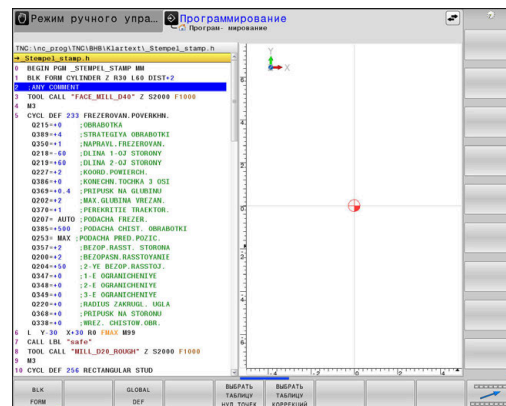 Режим ручного упра…
Программирование
Програм- мирование
TNC:\nc_prog\TNC\BHB\Klartext\_Stempel_stamp.h
→_Stempel_stamp.h
0 BEGIN PGM _STEMPEL_STAMP MM
1 BLK FORM CYLINDER Z R30 L60 DIST+2
2 ;ANY COMMENT
3 TOOL CALL "FACE_MILL_D40" Z S2000 F1000
4 M3
5 CYCL DEF 233 FREZEROVAN.POVERKHN.
Q215=+0 ;OBRABOTKA
Q389=+4 ;STRATEGIYA OBRABOTKI
Q350=+1 ;NAPRAVL.FREZEROVAN.
Q218=-60 ;DLINA 1-OJ STORONY
Q219=+60 ;DLINA 2-OJ STORONY
Q227=+2 ;KOORD.POWIERCH.
Q386=+0 ;KONECHN.TOCHKA 3 OSI
Q369=+0.4 ;PRIPUSK NA GLUBINU
Q202=+2 ;MAX.GLUBINA VREZAN.
Q370=+1 ;PEREKRITIE TRAEKTOR.
Q207= AUTO ;PODACHA FREZER.
Q385=+500 ;PODACHA CHIST. OBRABOTKI
Q253= MAX ;PODACHA PRED.POZIC.
Q357=+2 ;BEZOP.RASST. STORONA
Q200=+2 ;BEZOPASN.RASSTOYANIE
Q204=+50 ;2-YE BEZOP.RASSTOJ.
Q347=+0 ;1-E OGRANICHENIYE
Q348=+0 ;2-E OGRANICHENIYE
Q349=+0 ;3-E OGRANICHENIYE
Q220=+0 ;RADIUS ZAKRUGL. UGLA
Q368=+0 ;PRIPUSK NA STORONU
Q338=+0 ;WREZ. CHISTOW.OBR.
6 L Y-30 X+30 R0 FMAX M99
7 CALL LBL "safe"
8 TOOL CALL "MILL_D20_ROUGH" Z S2000 F1000
9 M3
10 CYCL DEF 256 RECTANGULAR STUD
Y
X
BLK FORM
GLOBAL DEF
ВЫБРАТЬ ТАБЛИЦУ НУЛ.ТОЧЕК
ВЫБРАТЬ ТАБЛИЦУ КОРРЕКЦИЙ